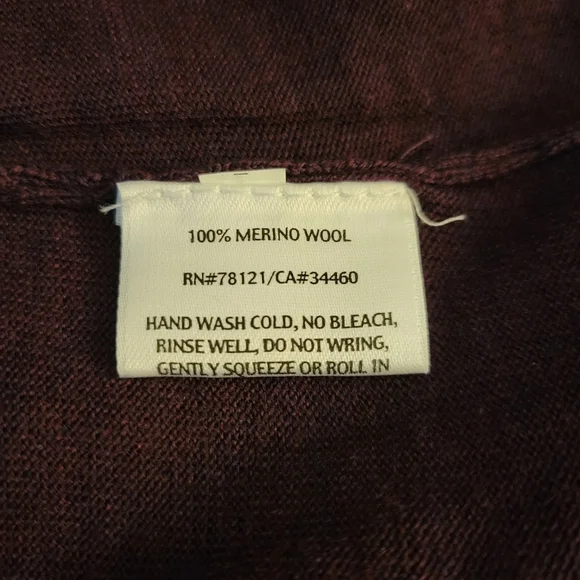 100% MERINO WOOL
RN#78121/CA#34460
HAND WASH COLD, NO BLEACH,
RINSE WELL, DO NOT WRING,
GENTLY SQUEEZE OR ROLL IN